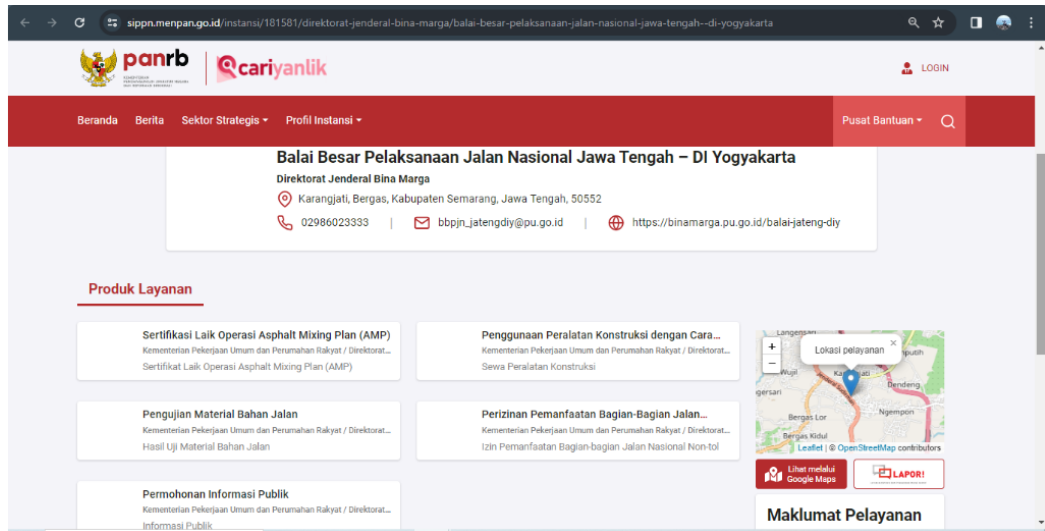 sippn.menpan.go.id/instansi/181581/direktorat-jenderal-bina-marga/balai-besar-pelaksanaan-jalan-nasional-jawa-tengah--di-yogyakarta
panrb
cariyanlik
LOGIN
Beranda Berita Sektor Strategis Profil Instansi Pusat Bantuan
Balai Besar Pelaksanaan Jalan Nasional Jawa Tengah – DI Yogyakarta
Direktorat Jenderal Bina Marga
Karangjati, Bergas, Kabupaten Semarang, Jawa Tengah, 50552
02986023333 | bbpjn_jatengdiy@pu.go.id | https://binamarga.pu.go.id/balai-jateng-diy
Produk Layanan
Sertifikasi Laik Operasi Asphalt Mixing Plan (AMP)
Kementerian Pekerjaan Umum dan Perumahan Rakyat / Direktorat...
Sertifikat Laik Operasi Asphalt Mixing Plan (AMP)
Penggunaan Peralatan Konstruksi dengan Cara...
Kementerian Pekerjaan Umum dan Perumahan Rakyat / Direktorat...
Sewa Peralatan Konstruksi
Pengujian Material Bahan Jalan
Kementerian Pekerjaan Umum dan Perumahan Rakyat / Direktorat...
Hasil Uji Material Bahan Jalan
Perizinan Pemanfaatan Bagian-Bagian Jalan...
Kementerian Pekerjaan Umum dan Perumahan Rakyat / Direktorat...
Izin Pemanfaatan Bagian-bagian Jalan Nasional Non-tol
Permohonan Informasi Publik
Kementerian Pekerjaan Umum dan Perumahan Rakyat / Direktorat...
Informasi Publik
+
−
Lokasi pelayanan ×
Wujil
Dendeng
gersari
Ngempon
Bergas Lor
Bergas Kidul
Leaflet | © OpenStreetMap contributors
Lihat melalui
Google Maps
LAPOR!
Maklumat Pelayanan